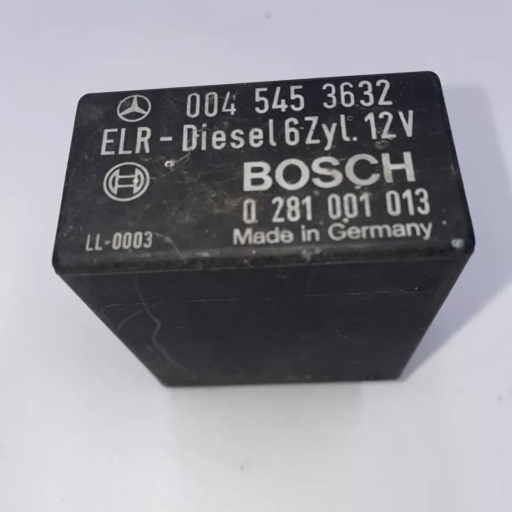 004 545 3632
ELR - Diesel 6Zyl. 12V
BOSCH
0 281 001 013
LL-0003 Made in Germany